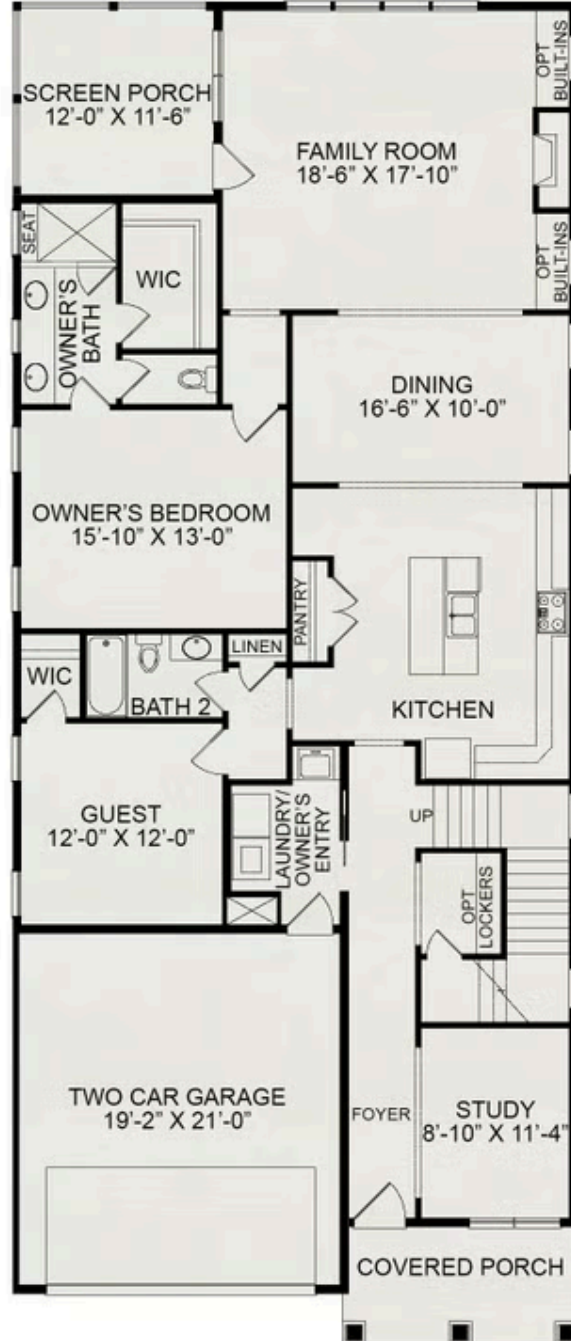 SCREEN PORCH
12'-0" X 11'-6"
OPT
BUILT-INS
FAMILY ROOM
18'-6" X 17'-10"
OPT
BUILT-INS
SEAT
WIC
OWNER'S
BATH
DINING
16'-6" X 10'-0"
OWNER'S BEDROOM
15'-10" X 13'-0"
PANTRY
LINEN
WIC
BATH 2
KITCHEN
GUEST
12'-0" X 12'-0"
LAUNDRY/
OWNER'S
ENTRY
UP
OPT
LOCKERS
TWO CAR GARAGE
19'-2" X 21'-0"
FOYER
STUDY
8'-10" X 11'-4"
COVERED PORCH